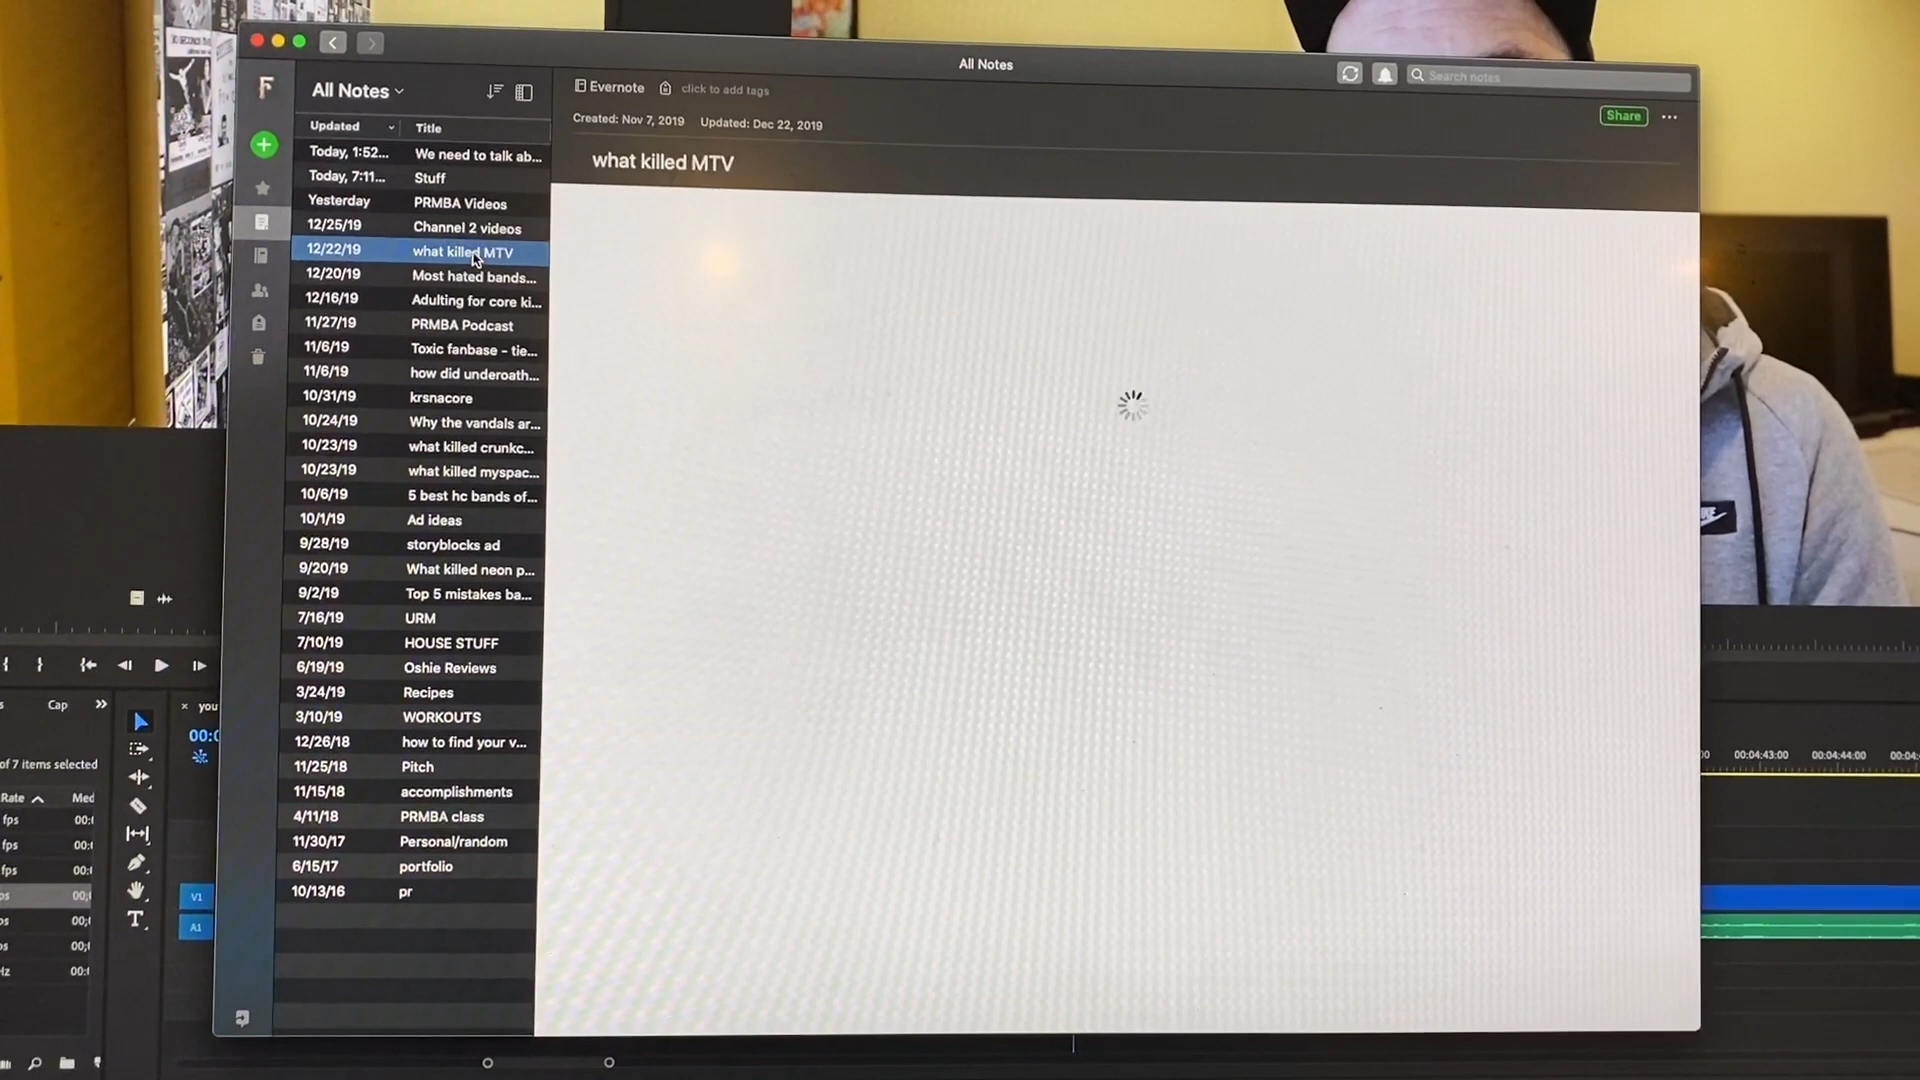 All Notes
Search notes
All Notes
Evernote
click to add tags
Share
Created: Nov 7, 2019
Updated: Dec 22, 2019
what killed MTV
Updated
Title
Today, 1:52...
We need to talk ab...
Today, 7:11...
Stuff
Yesterday
PRMBA Videos
12/25/19
Channel 2 videos
12/22/19
what killed MTV
12/20/19
Most hated bands...
12/16/19
Adulting for core ki...
11/27/19
PRMBA Podcast
11/6/19
Toxic fanbase - tie...
11/6/19
how did underoath...
10/31/19
krsnacore
10/24/19
Why the vandals ar...
10/23/19
what killed crunkc...
10/23/19
what killed myspac...
10/6/19
5 best hc bands of...
10/1/19
Ad ideas
9/28/19
storyblocks ad
9/20/19
What killed neon p...
9/2/19
Top 5 mistakes ba...
7/16/19
URM
7/10/19
HOUSE STUFF
6/19/19
Oshie Reviews
3/24/19
Recipes
3/10/19
WORKOUTS
12/26/18
how to find your v...
11/25/18
Pitch
11/15/18
accomplishments
4/11/18
PRMBA class
11/30/17
Personal/random
6/15/17
portfolio
10/13/16
pr
Cap
you
of 7 items selected
Rate
Med
fps
fps
fps
V1
A1
00:04:43:00
00:04:44:00